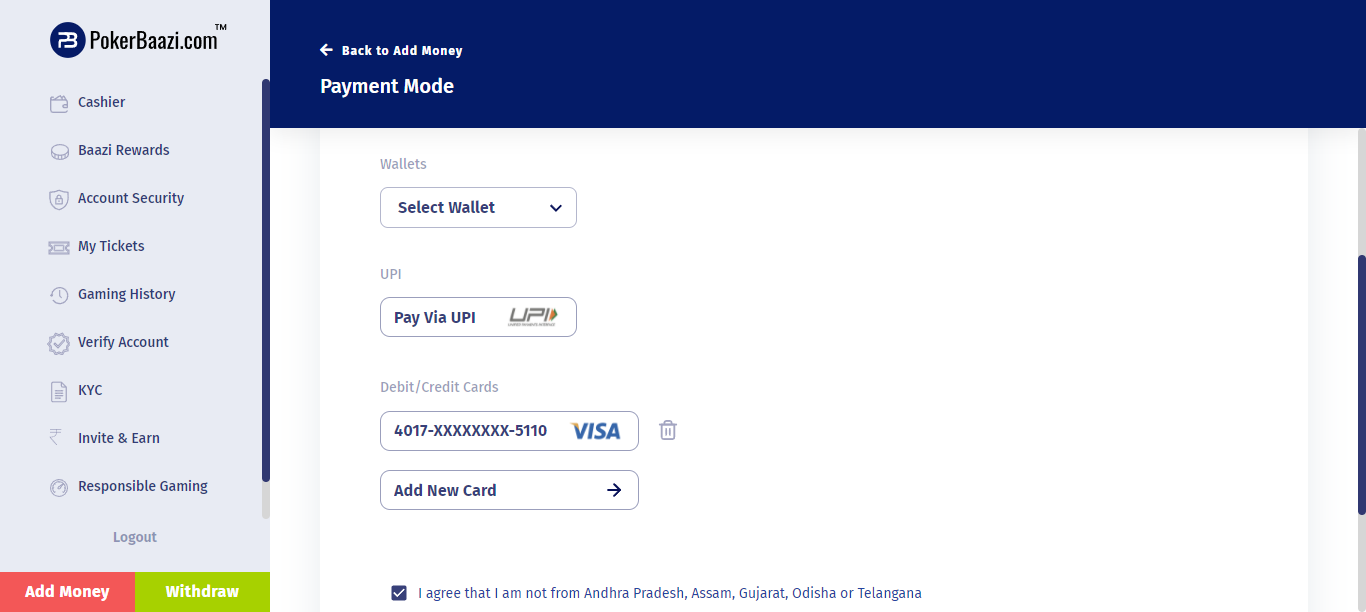 PokerBaazi.com™
Cashier
Baazi Rewards
Account Security
My Tickets
Gaming History
Verify Account
KYC
Invite & Earn
Responsible Gaming
Logout
Add Money
Withdraw
Back to Add Money
Payment Mode
Wallets
Select Wallet
UPI
Pay Via UPI UPI
Debit/Credit Cards
4017-XXXXXXXX-5110 VISA
Add New Card
I agree that I am not from Andhra Pradesh, Assam, Gujarat, Odisha or Telangana